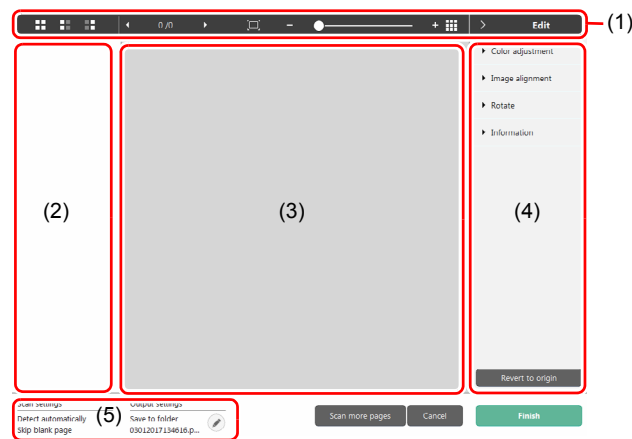 0 /0 − + Edit (1)
Color adjustment
Image alignment
Rotate
Information
(2) (3) (4)
Revert to origin
Scan settings Output settings
Detect automatically (5) Save to folder
Skip blank page 03012017134616.p...
Scan more pages Cancel Finish